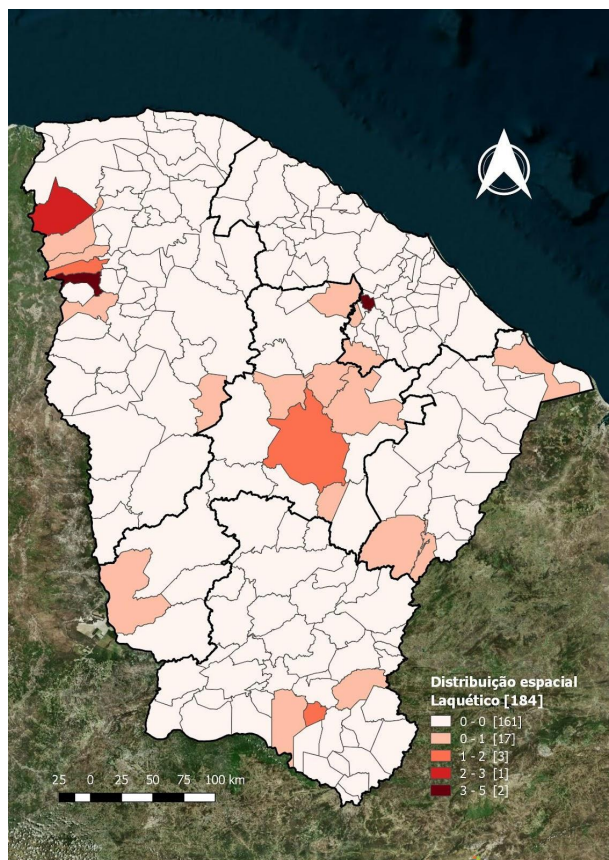 Distribuição espacial
Laquético [184]
0 - 0 [161]
0 - 1 [17]
1 - 2 [3]
2 - 3 [1]
3 - 5 [2]
25 0 25 50 75 100 km